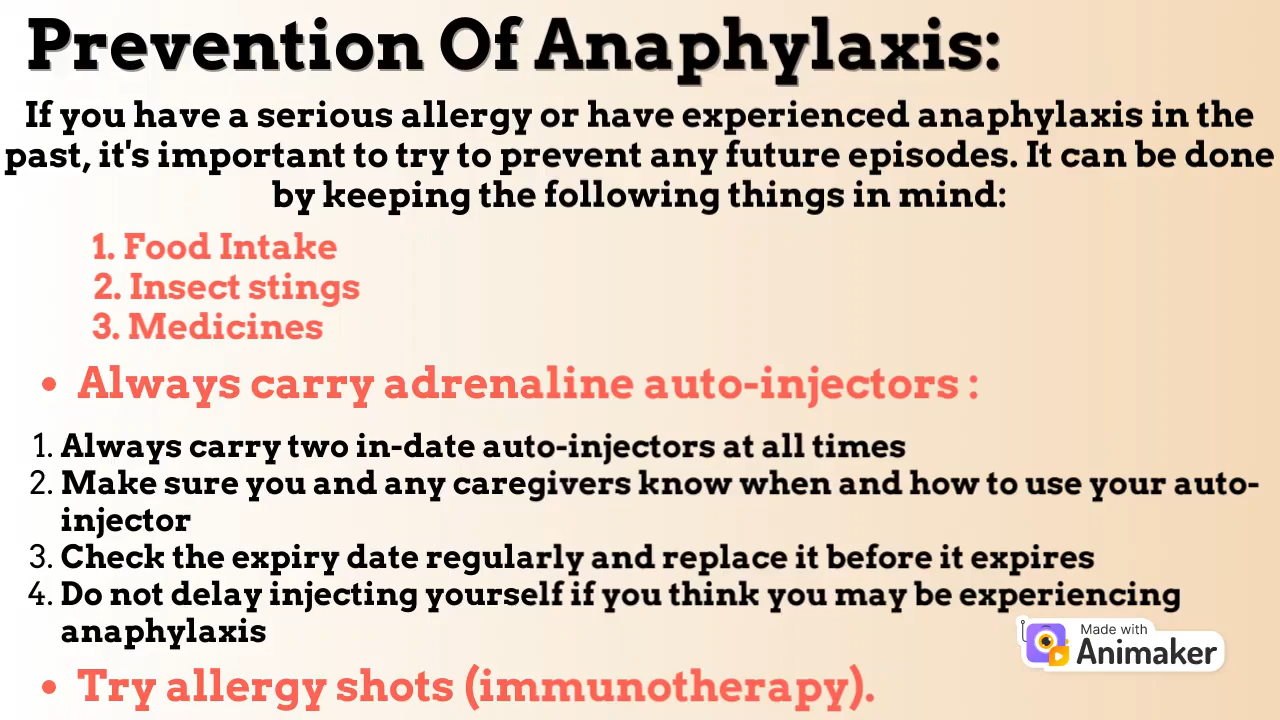 Prevention Of Anaphylaxis:
If you have a serious allergy or have experienced anaphylaxis in the
past, it's important to try to prevent any future episodes. It can be done
by keeping the following things in mind:
1. Food Intake
2. Insect stings
3. Medicines
• Always carry adrenaline auto-injectors :
1. Always carry two in-date auto-injectors at all times
2. Make sure you and any caregivers know when and how to use your auto-
injector
3. Check the expiry date regularly and replace it before it expires
4. Do not delay injecting yourself if you think you may be experiencing
anaphylaxis
Made with
Animaker
• Try allergy shots (immunotherapy).